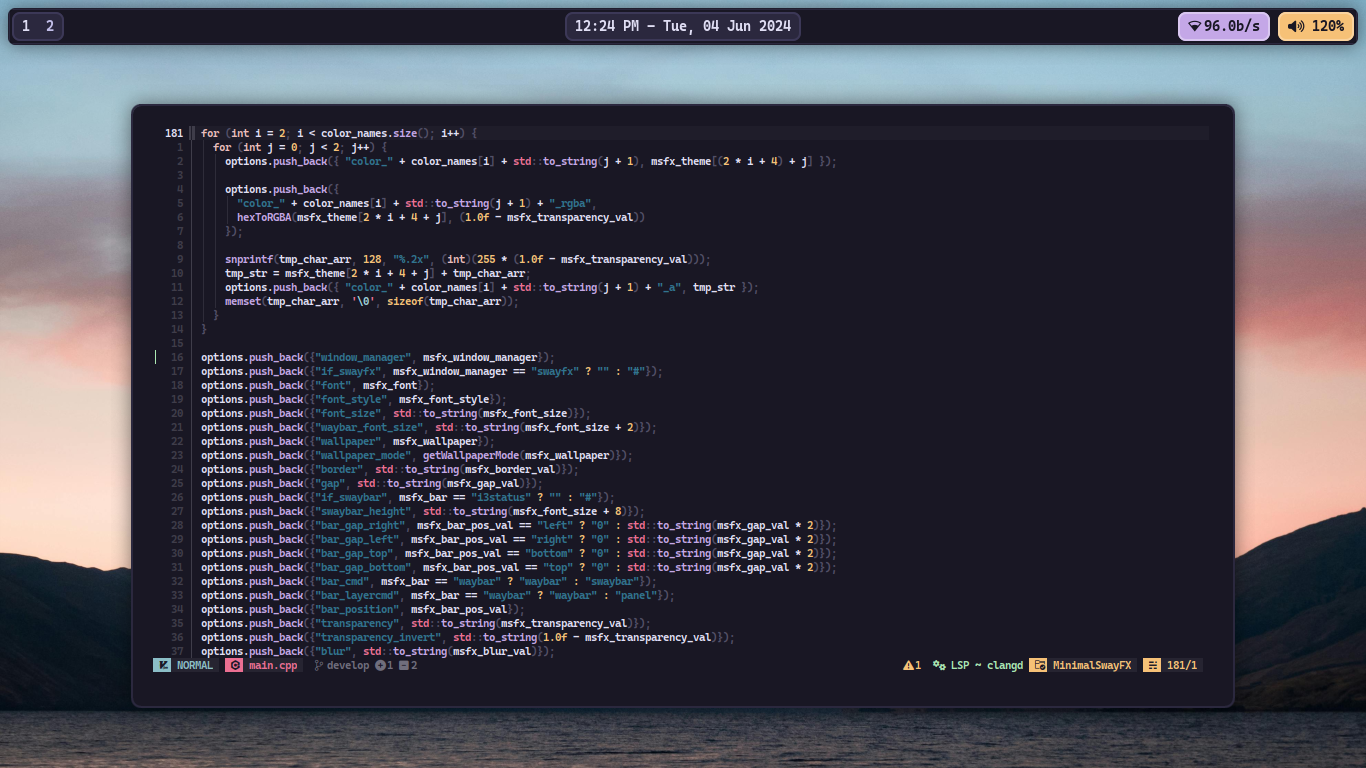 1 2
12:24 PM – Tue, 04 Jun 2024
96.0b/s
120%
181 for (int i = 2; i < color_names.size(); i++) {
1 for (int j = 0; j < 2; j++) {
2 options.push_back({ "color_" + color_names[i] + std::to_string(j + 1), msfx_theme[(2 * i + 4) + j] });
3
4 options.push_back({
5 "color_" + color_names[i] + std::to_string(j + 1) + "_rgba",
6 hexToRGBA(msfx_theme[2 * i + 4 + j], (1.0f - msfx_transparency_val))
7 });
8
9 snprintf(tmp_char_arr, 128, "%.2x", (int)(255 * (1.0f - msfx_transparency_val)));
10 tmp_str = msfx_theme[2 * i + 4 + j] + tmp_char_arr;
11 options.push_back({ "color_" + color_names[i] + std::to_string(j + 1) + "_a", tmp_str });
12 memset(tmp_char_arr, '\0', sizeof(tmp_char_arr));
13 }
14 }
15
16 options.push_back({"window_manager", msfx_window_manager});
17 options.push_back({"if_swayfx", msfx_window_manager == "swayfx" ? "" : "#"});
18 options.push_back({"font", msfx_font});
19 options.push_back({"font_style", msfx_font_style});
20 options.push_back({"font_size", std::to_string(msfx_font_size)});
21 options.push_back({"waybar_font_size", std::to_string(msfx_font_size + 2)});
22 options.push_back({"wallpaper", msfx_wallpaper});
23 options.push_back({"wallpaper_mode", getWallpaperMode(msfx_wallpaper)});
24 options.push_back({"border", std::to_string(msfx_border_val)});
25 options.push_back({"gap", std::to_string(msfx_gap_val)});
26 options.push_back({"if_swaybar", msfx_bar == "i3status" ? "" : "#"});
27 options.push_back({"swaybar_height", std::to_string(msfx_font_size + 8)});
28 options.push_back({"bar_gap_right", msfx_bar_pos_val == "left" ? "0" : std::to_string(msfx_gap_val * 2)});
29 options.push_back({"bar_gap_left", msfx_bar_pos_val == "right" ? "0" : std::to_string(msfx_gap_val * 2)});
30 options.push_back({"bar_gap_top", msfx_bar_pos_val == "bottom" ? "0" : std::to_string(msfx_gap_val * 2)});
31 options.push_back({"bar_gap_bottom", msfx_bar_pos_val == "top" ? "0" : std::to_string(msfx_gap_val * 2)});
32 options.push_back({"bar_cmd", msfx_bar == "waybar" ? "waybar" : "swaybar"});
33 options.push_back({"bar_layercmd", msfx_bar == "waybar" ? "waybar" : "panel"});
34 options.push_back({"bar_position", msfx_bar_pos_val});
35 options.push_back({"transparency", std::to_string(msfx_transparency_val)});
36 options.push_back({"transparency_invert", std::to_string(1.0f - msfx_transparency_val)});
37 options.push_back({"blur", std::to_string(msfx_blur_val)});
NORMAL main.cpp develop 1 2 1 LSP ~ clangd MinimalSwayFX 181/1